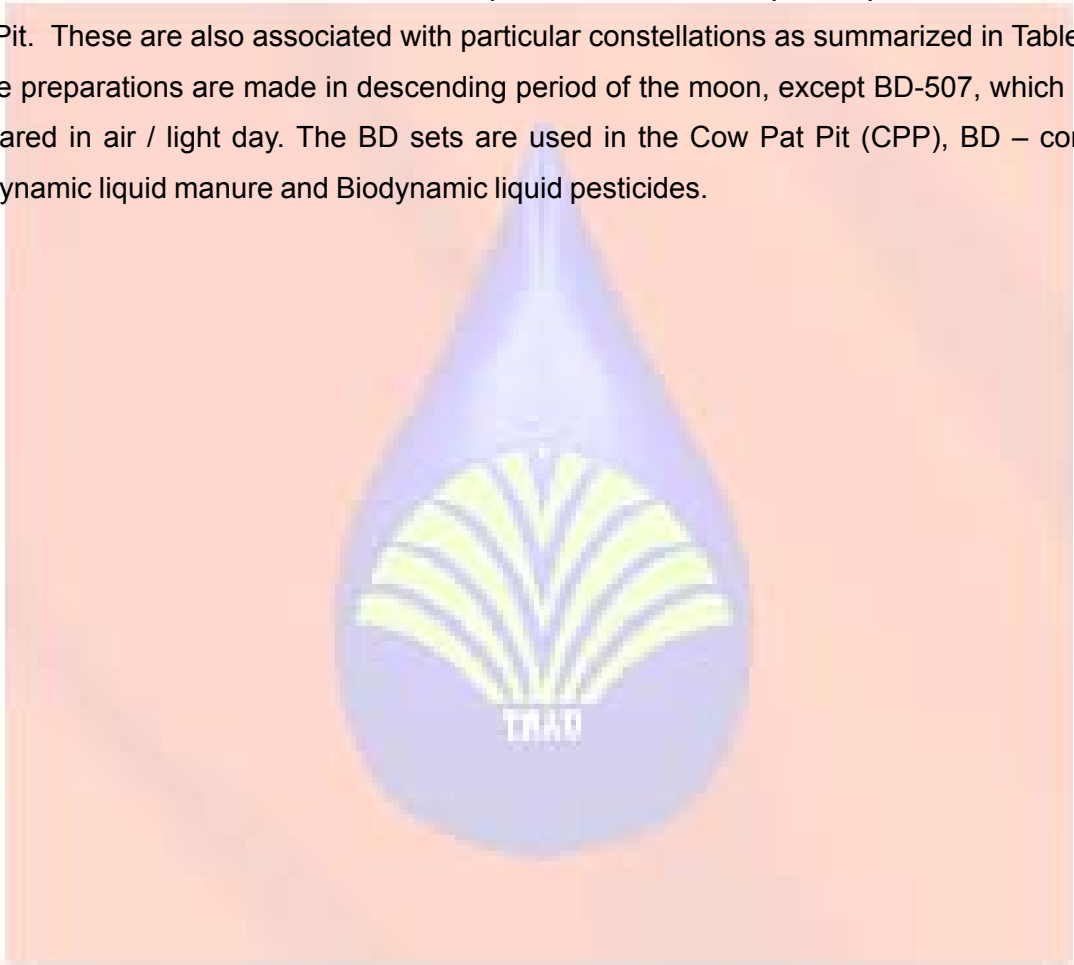 Pit. These are also associated with particular constellations as summarized in Table
e preparations are made in descending period of the moon, except BD-507, which
ared in air / light day. The BD sets are used in the Cow Pat Pit (CPP), BD – co
ynamic liquid manure and Biodynamic liquid pesticides.
TNAU